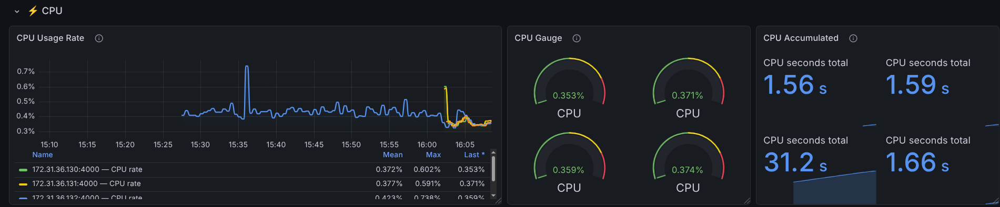 ⚡ CPU
CPU Usage Rate
0.7%
0.6%
0.5%
0.4%
0.3%
15:10 15:15 15:20 15:25 15:30 15:35 15:40 15:45 15:50 15:55 16:00 16:05
Name Mean Max Last *
172.31.36.130:4000 — CPU rate 0.372% 0.602% 0.353%
172.31.36.131:4000 — CPU rate 0.377% 0.591% 0.371%
172.31.36.132:4000 — CPU rate 0.423% 0.738% 0.359%
CPU Gauge
0.353% 0.371%
CPU CPU
0.359% 0.374%
CPU CPU
CPU Accumulated
CPU seconds total CPU seconds total
1.56 s 1.59 s
CPU seconds total CPU seconds total
31.2 s 1.66 s